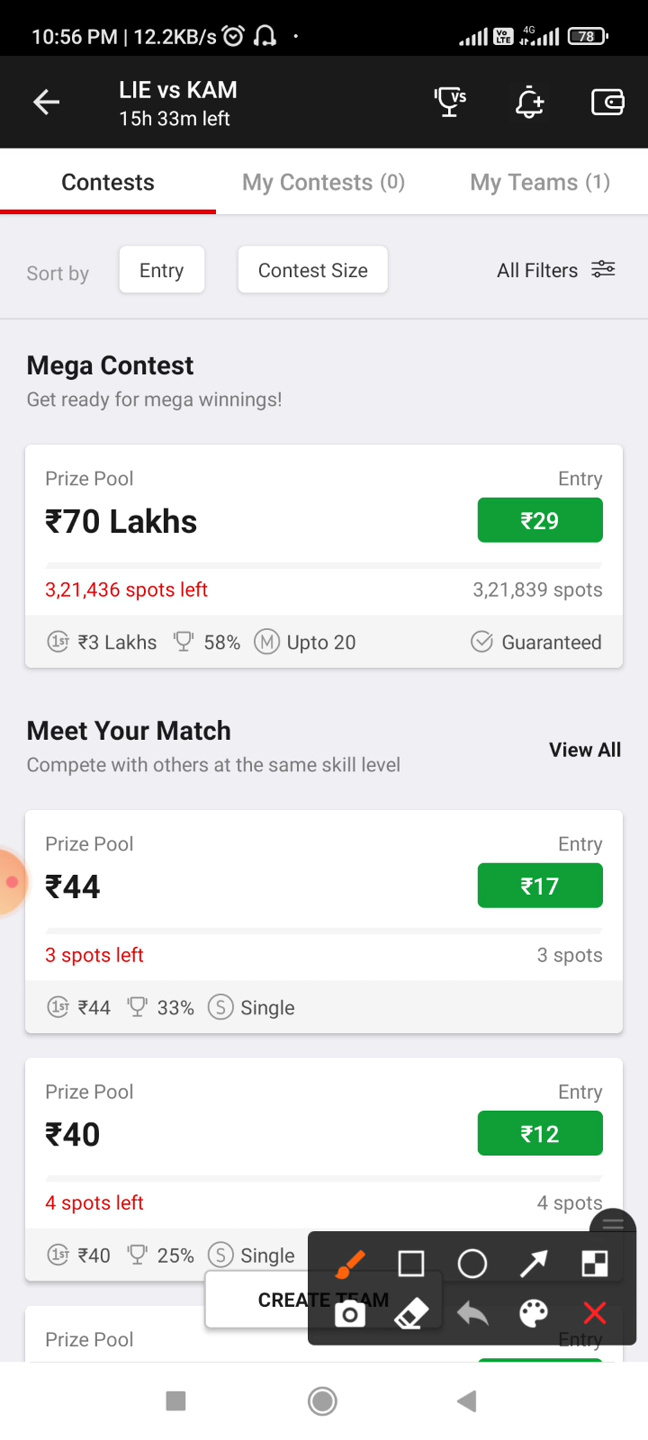 10:56 PM | 12.2KB/s
Vo LTE 4G 78
LIE vs KAM
VS
15h 33m left
Contests My Contests (0) My Teams (1)
Sort by Entry Contest Size All Filters
Mega Contest
Get ready for mega winnings!
Prize Pool Entry
₹70 Lakhs ₹29
3,21,436 spots left 3,21,839 spots
1ST ₹3 Lakhs 58% M Upto 20 Guaranteed
Meet Your Match
View All
Compete with others at the same skill level
Prize Pool Entry
₹44 ₹17
3 spots left 3 spots
1ST ₹44 33% S Single
Prize Pool Entry
₹40 ₹12
4 spots left 4 spots
1ST ₹40 25% S Single
CREATE TEAM
Prize Pool Entry